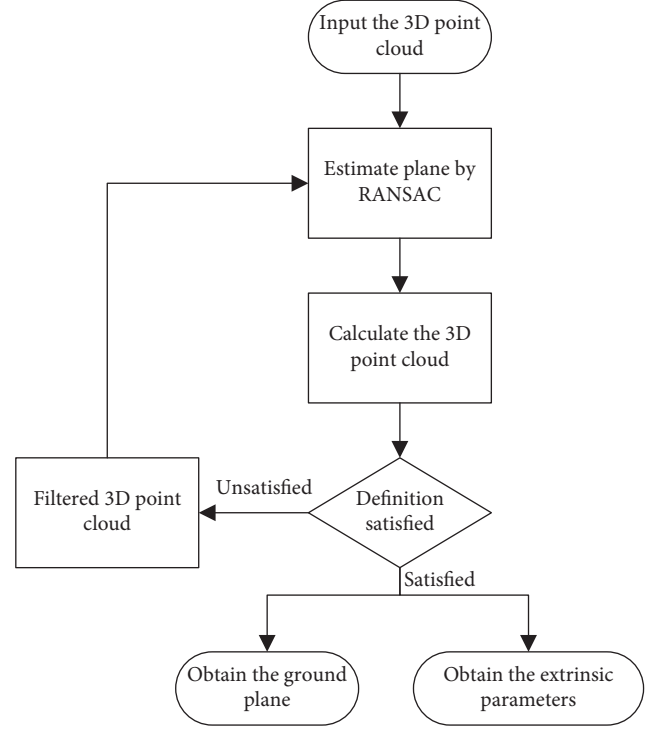 Input the 3D point
cloud
Estimate plane by
RANSAC
Calculate the 3D
point cloud
Definition
satisfied
Unsatisfied
Filtered 3D point
cloud
Satisfied
Obtain the ground
plane
Obtain the extrinsic
parameters